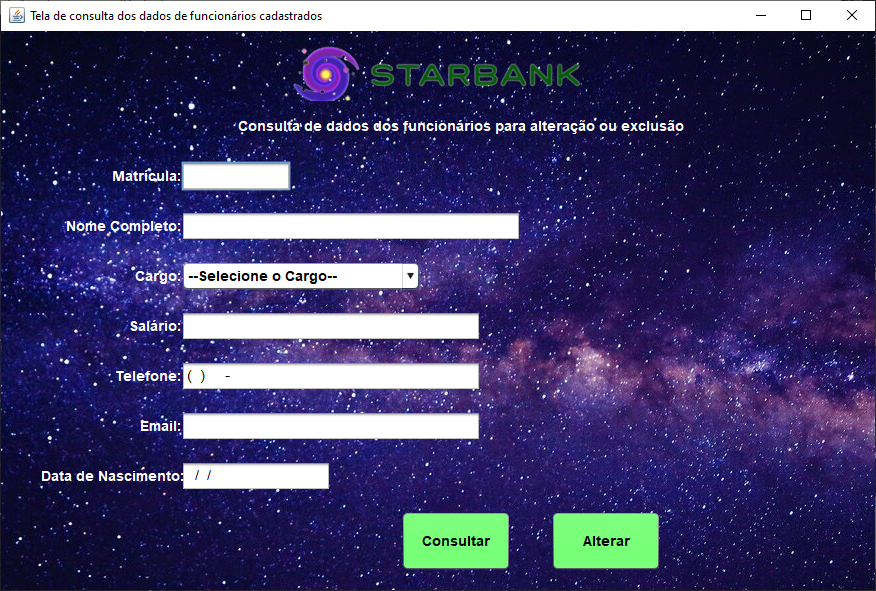 Tela de consulta dos dados de funcionários cadastrados
STARBANK
Consulta de dados dos funcionários para alteração ou exclusão
Matrícula:
Nome Completo:
Cargo: --Selecione o Cargo--
Salário:
Telefone: ( ) -
Email:
Data de Nascimento: / /
Consultar Alterar